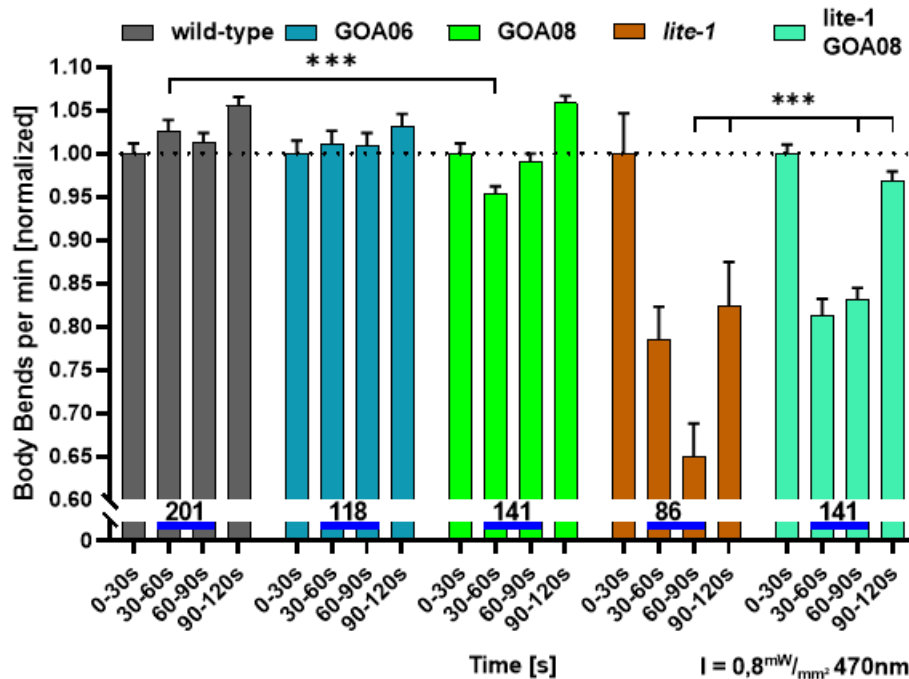 wild-type GOA06 GOA08 lite-1 lite-1 GOA08
*** ***
Body Bends per min [normalized]
1.10
1.05
1.00
0.95
0.90
0.85
0.80
0.75
0.70
0.65
0.60
0
201 118 141 86 141
0-30s 30-60s 60-90s 90-120s 0-30s 30-60s 60-90s 90-120s 0-30s 30-60s 60-90s 90-120s 0-30s 30-60s 60-90s 90-120s 0-30s 30-60s 60-90s 90-120s
Time [s] I = 0,8mW/mm² 470nm